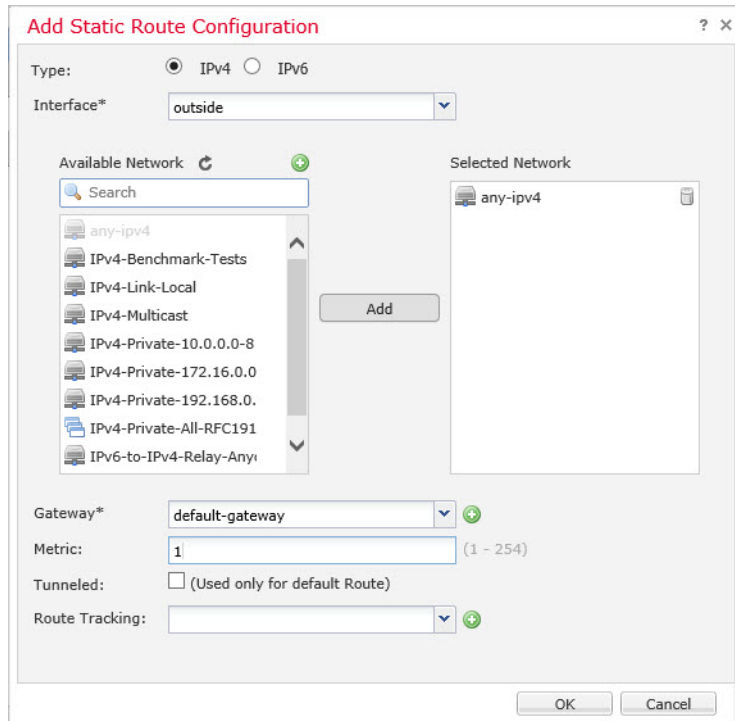 Add Static Route Configuration
?
Type: IPv4 IPv6
Interface* outside
Available Network
Selected Network
Search
any-ipv4
any-ipv4
IPv4-Benchmark-Tests
IPv4-Link-Local
IPv4-Multicast
Add
IPv4-Private-10.0.0.0-8
IPv4-Private-172.16.0.0
IPv4-Private-192.168.0.
IPv4-Private-All-RFC191
IPv6-to-IPv4-Relay-Any
Gateway* default-gateway
Metric: 1 (1 - 254)
Tunneled: (Used only for default Route)
Route Tracking:
OK Cancel